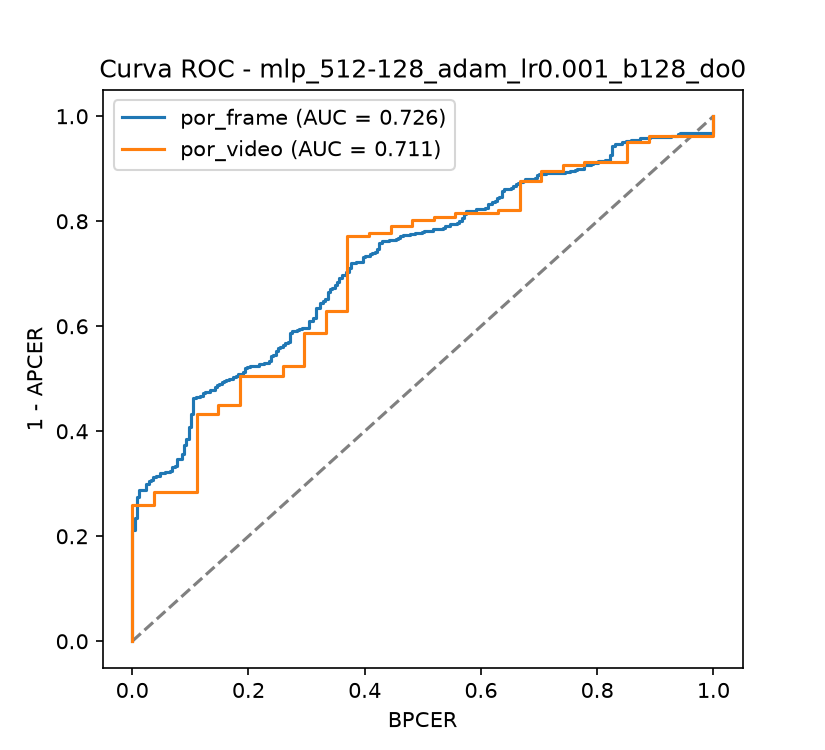 Curva ROC - mlp_512-128_adam_lr0.001_b128_do0
por_frame (AUC = 0.726)
por_video (AUC = 0.711)
1.0
0.8
0.6
0.4
0.2
0.0
1 - APCER
0.0 0.2 0.4 0.6 0.8 1.0
BPCER